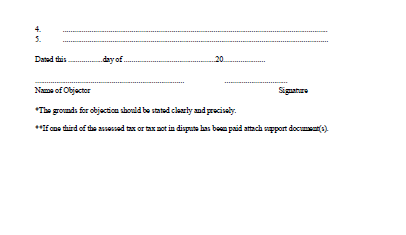 4. ..............................................................................................................
5. ..............................................................................................................
Dated this ................day of ..........................................20...................
..................................................................... .............................
Name of Objector Signature
*The grounds for objection should be stated clearly and precisely.
**If one third of the assessed tax or tax not in dispute has been paid attach support document(s).